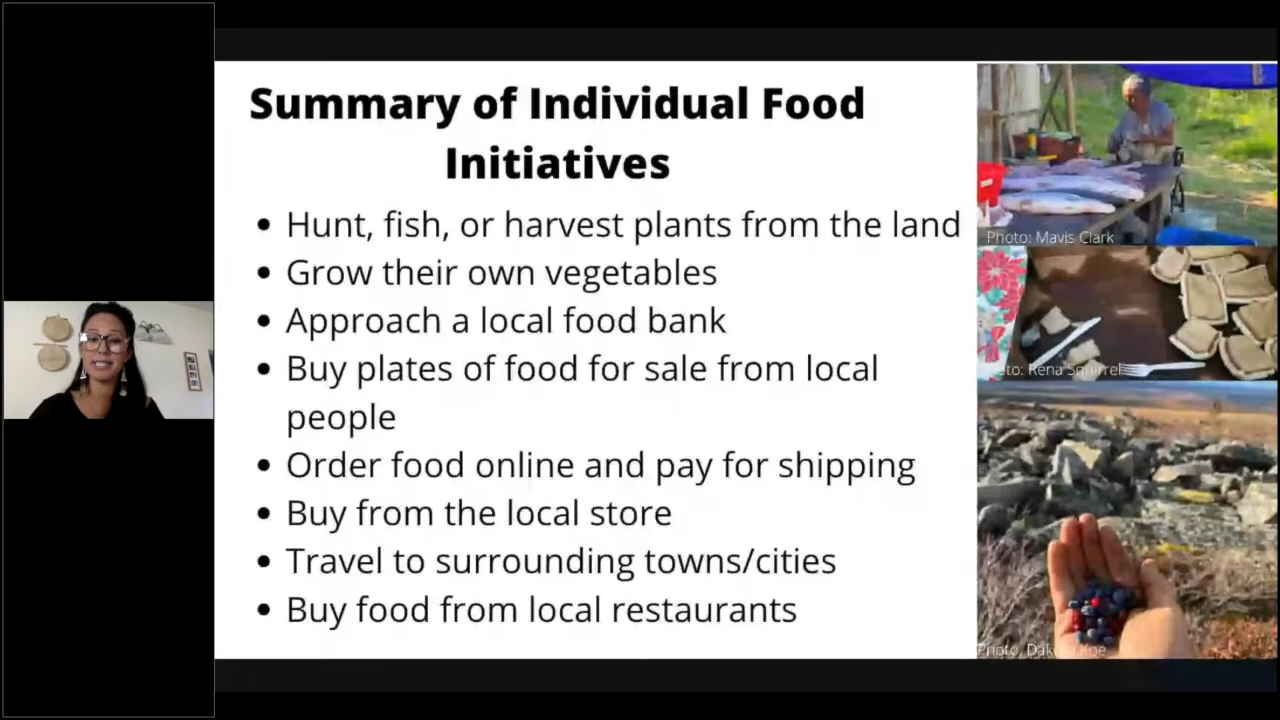 Summary of Individual Food
Initiatives
• Hunt, fish, or harvest plants from the land
• Grow their own vegetables
• Approach a local food bank
• Buy plates of food for sale from local
people
• Order food online and pay for shipping
• Buy from the local store
• Travel to surrounding towns/cities
• Buy food from local restaurants
Photo: Mavis Clark
Rena Squirrel
Photo,